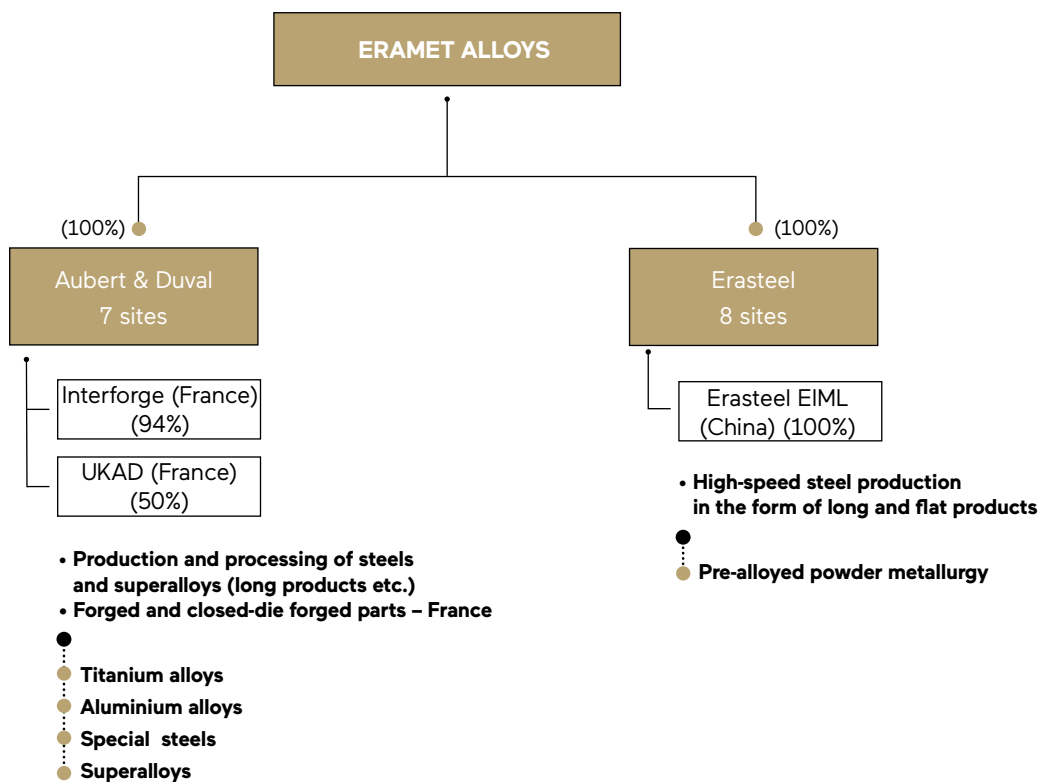 ERAMET ALLOYS
(100%)
Aubert & Duval
7 sites
Interforge (France)
(94%)
UKAD (France)
(50%)
• Production and processing of steels
and superalloys (long products etc.)
• Forged and closed-die forged parts – France
Titanium alloys
Aluminium alloys
Special steels
Superalloys
(100%)
Erasteel
8 sites
Erasteel EIML
(China) (100%)
• High-speed steel production
in the form of long and flat products
Pre-alloyed powder metallurgy